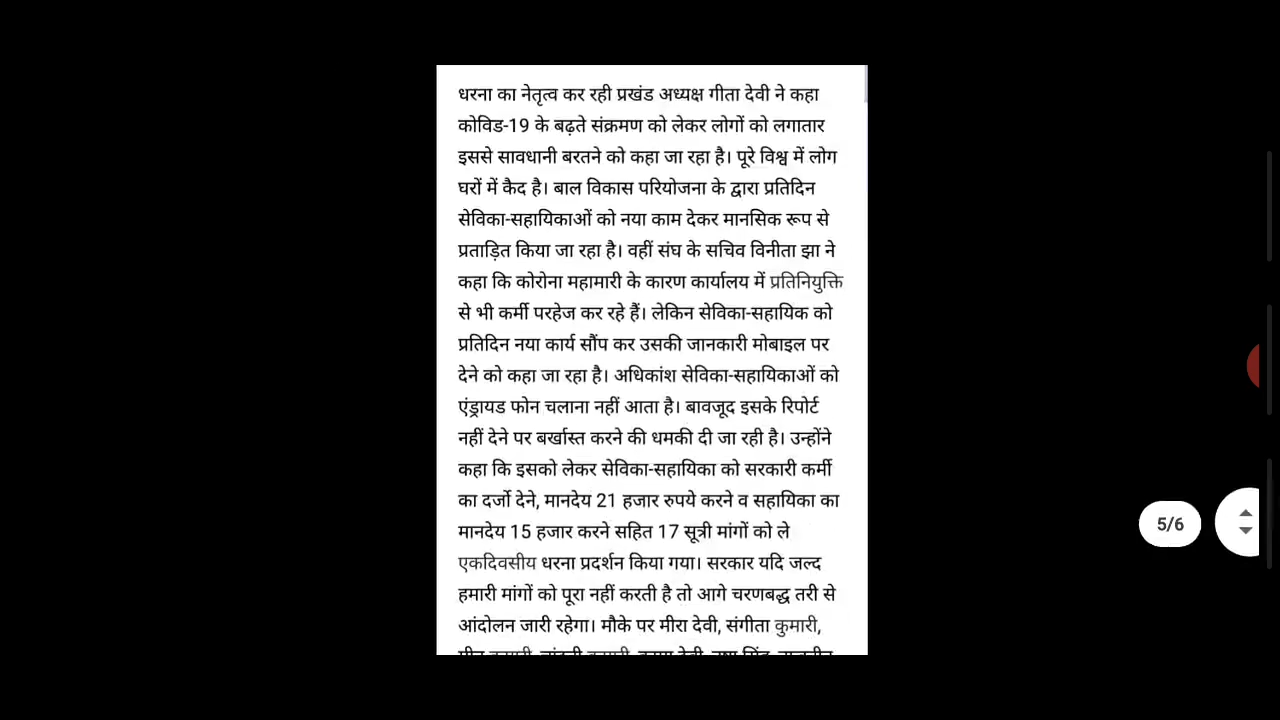 धरना का नेतृत्व कर रही प्रखंड अध्यक्ष गीता देवी ने कहा
कोविड-19 के बढ़ते संक्रमण को लेकर लोगों को लगातार
इससे सावधानी बरतने को कहा जा रहा है। पूरे विश्व में लोग
घरों में कैद है। बाल विकास परियोजना के द्वारा प्रतिदिन
सेविका-सहायिकाओं को नया काम देकर मानसिक रूप से
प्रताड़ित किया जा रहा है। वहीं संघ के सचिव विनीता झा ने
कहा कि कोरोना महामारी के कारण कार्यालय में प्रतिनियुक्ति
से भी कर्मी परहेज कर रहे हैं। लेकिन सेविका-सहायिक को
प्रतिदिन नया कार्य सौंप कर उसकी जानकारी मोबाइल पर
देने को कहा जा रहा है। अधिकांश सेविका-सहायिकाओं को
एंड्रायड फोन चलाना नहीं आता है। बावजूद इसके रिपोर्ट
नहीं देने पर बर्खास्त करने की धमकी दी जा रही है। उन्होंने
कहा कि इसको लेकर सेविका-सहायिका को सरकारी कर्मी
का दर्जो देने, मानदेय 21 हजार रुपये करने व सहायिका का
मानदेय 15 हजार करने सहित 17 सूत्री मांगों को ले
एकदिवसीय धरना प्रदर्शन किया गया। सरकार यदि जल्द
हमारी मांगों को पूरा नहीं करती है तो आगे चरणबद्ध तरी से
आंदोलन जारी रहेगा। मौके पर मीरा देवी, संगीता कुमारी,
5/6